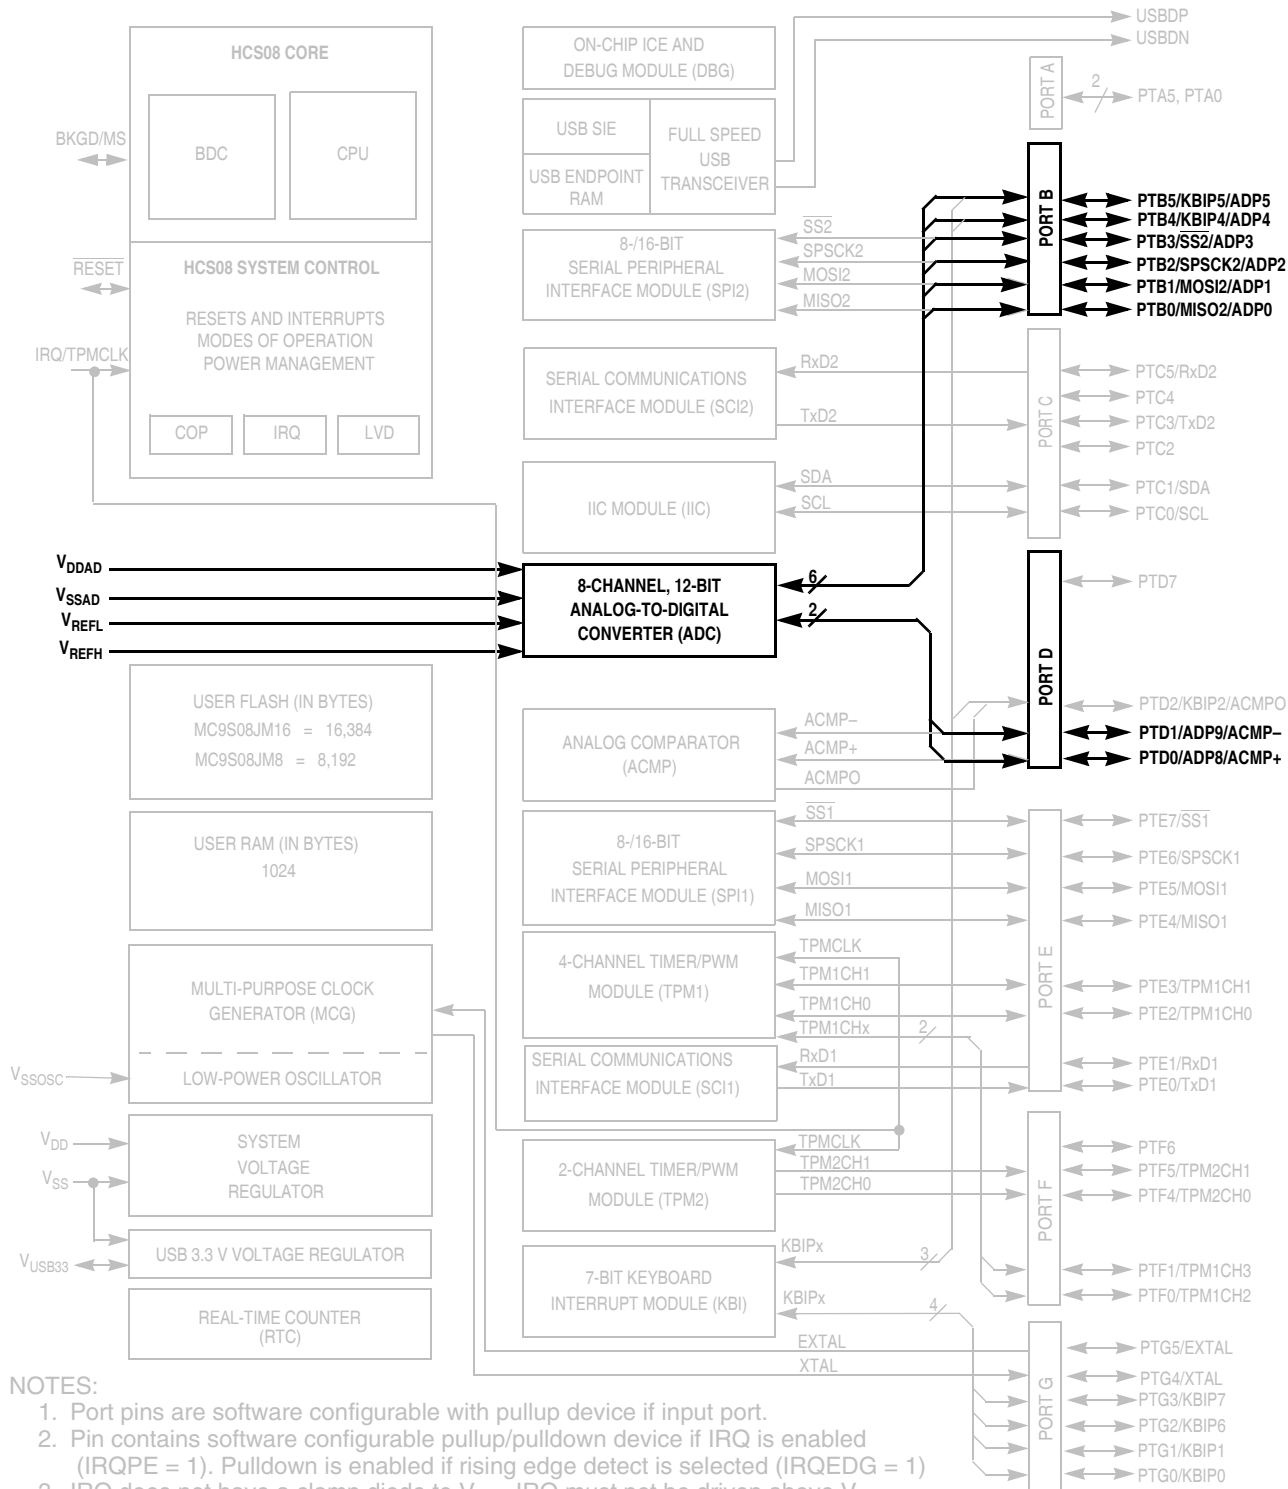 USBDP
USBDN
HCS08 CORE
BDC
CPU
BKGD/MS
ON-CHIP ICE AND
DEBUG MODULE (DBG)
USB SIE
USB ENDPOINT
RAM
FULL SPEED
USB
TRANSCEIVER
PORT A
2
PTA5, PTA0
RESET
HCS08 SYSTEM CONTROL
RESETS AND INTERRUPTS
MODES OF OPERATION
POWER MANAGEMENT
IRQ/TPMCLK
COP
IRQ
LVD
8-/16-BIT
SERIAL PERIPHERAL
INTERFACE MODULE (SPI2)
SS2
SPSCK2
MOSI2
MISO2
PORT B
PTB5/KBIP5/ADP5
PTB4/KBIP4/ADP4
PTB3/SS2/ADP3
PTB2/SPSCK2/ADP2
PTB1/MOSI2/ADP1
PTB0/MISO2/ADP0
SERIAL COMMUNICATIONS
INTERFACE MODULE (SCI2)
RxD2
TxD2
IIC MODULE (IIC)
SDA
SCL
PORT C
PTC5/RxD2
PTC4
PTC3/TxD2
PTC2
PTC1/SDA
PTC0/SCL
VDDAD
VSSAD
VREFL
VREFH
8-CHANNEL, 12-BIT
ANALOG-TO-DIGITAL
CONVERTER (ADC)
6
2
PORT D
PTD7
PTD2/KBIP2/ACMPO
PTD1/ADP9/ACMP–
PTD0/ADP8/ACMP+
USER FLASH (IN BYTES)
MC9S08JM16 = 16,384
MC9S08JM8 = 8,192
ANALOG COMPARATOR
(ACMP)
ACMP–
ACMP+
ACMPO
USER RAM (IN BYTES)
1024
8-/16-BIT
SERIAL PERIPHERAL
INTERFACE MODULE (SPI1)
SS1
SPSCK1
MOSI1
MISO1
PORT E
PTE7/SS1
PTE6/SPSCK1
PTE5/MOSI1
PTE4/MISO1
PTE3/TPM1CH1
PTE2/TPM1CH0
PTE1/RxD1
PTE0/TxD1
MULTI-PURPOSE CLOCK
GENERATOR (MCG)
LOW-POWER OSCILLATOR
VSSOSC
4-CHANNEL TIMER/PWM
MODULE (TPM1)
TPMCLK
TPM1CH1
TPM1CH0
TPM1CHx
2
SERIAL COMMUNICATIONS
INTERFACE MODULE (SCI1)
RxD1
TxD1
VDD
VSS
SYSTEM
VOLTAGE
REGULATOR
2-CHANNEL TIMER/PWM
MODULE (TPM2)
TPMCLK
TPM2CH1
TPM2CH0
PORT F
PTF6
PTF5/TPM2CH1
PTF4/TPM2CH0
PTF1/TPM1CH3
PTF0/TPM1CH2
VUSB33
USB 3.3 V VOLTAGE REGULATOR
7-BIT KEYBOARD
INTERRUPT MODULE (KBI)
KBIPx
3
KBIPx
4
REAL-TIME COUNTER
(RTC)
EXTAL
XTAL
PORT G
PTG5/EXTAL
PTG4/XTAL
PTG3/KBIP7
PTG2/KBIP6
PTG1/KBIP1
PTG0/KBIP0
NOTES:
1. Port pins are software configurable with pullup device if input port.
2. Pin contains software configurable pullup/pulldown device if IRQ is enabled
(IRQPE = 1). Pulldown is enabled if rising edge detect is selected (IRQEDG = 1)
3. IRQ does not have a clamp diode to V IRQ must not be driven above V